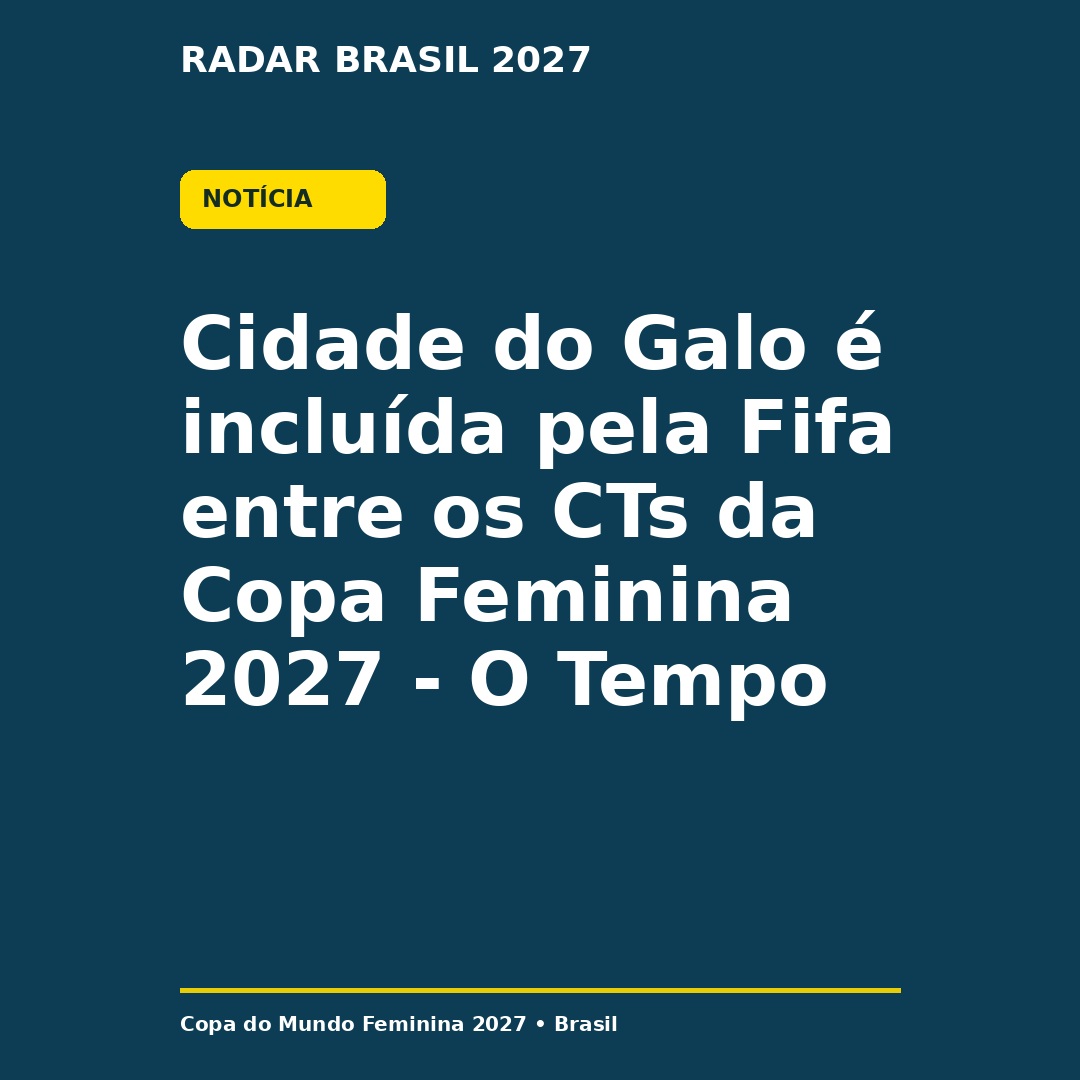 RADAR BRASIL 2027
NOTÍCIA
Cidade do Galo é
incluída pela Fifa
entre os CTs da
Copa Feminina
2027 - O Tempo
Copa do Mundo Feminina 2027 • Brasil